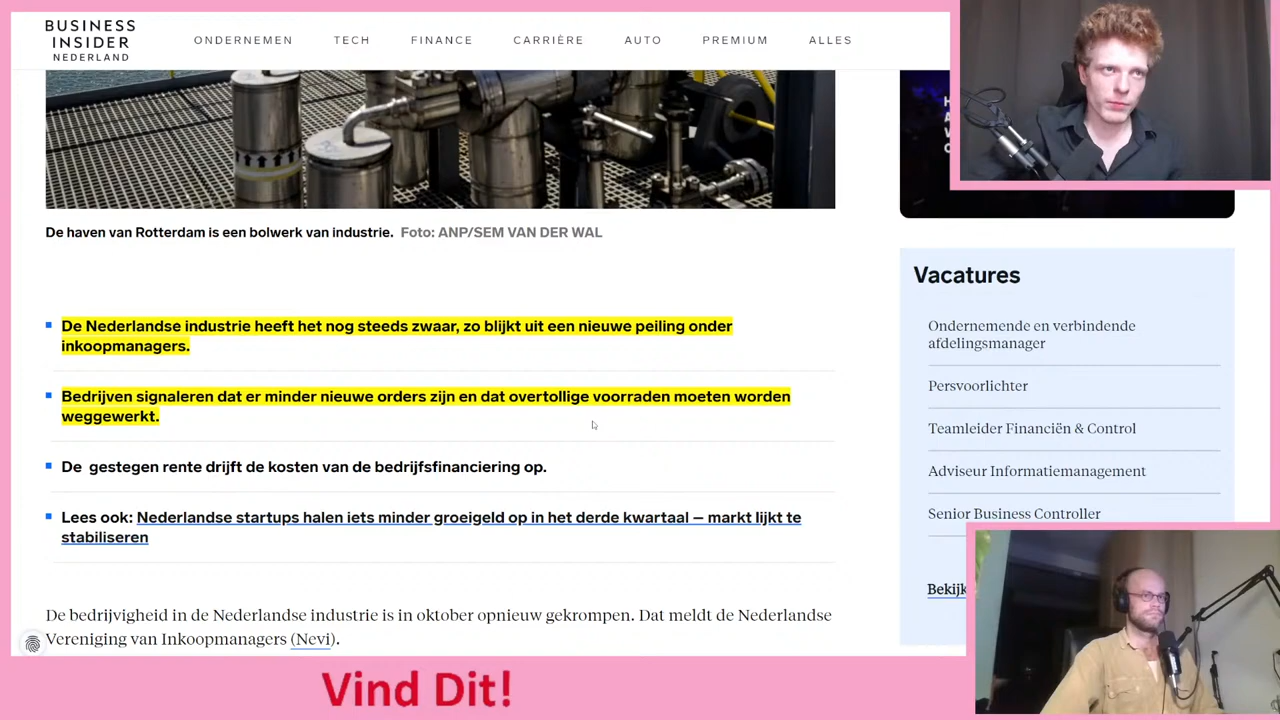 BUSINESS
INSIDER
NEDERLAND
ONDERNEMEN TECH FINANCE CARRIÈRE AUTO PREMIUM ALLES
De haven van Rotterdam is een bolwerk van industrie. Foto: ANP/SEM VAN DER WAL
De Nederlandse industrie heeft het nog steeds zwaar, zo blijkt uit een nieuwe peiling onder
inkoopmanagers.
Bedrijven signaleren dat er minder nieuwe orders zijn en dat overtollige voorraden moeten worden
weggewerkt.
De gestegen rente drijft de kosten van de bedrijfsfinanciering op.
Lees ook: Nederlandse startups halen iets minder groeigeld op in het derde kwartaal – markt lijkt te
stabiliseren
De bedrijvigheid in de Nederlandse industrie is in oktober opnieuw gekrompen. Dat meldt de Nederlandse
Vereniging van Inkoopmanagers (Nevi).
Vacatures
Ondernemende en verbindende
afdelingsmanager
Persvoorlichter
Teamleider Financiën & Control
Adviseur Informatiemanagement
Senior Business Controller
Bekijk
Vind Dit!